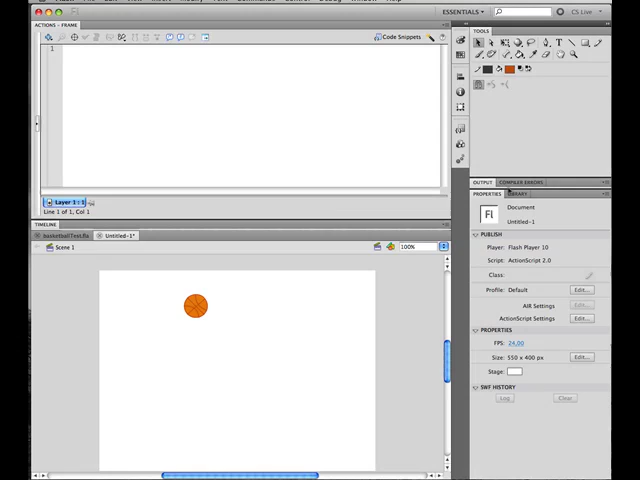 ESSENTIALS
CS Live
ACTIONS - FRAME
TOOLS
Code Snippets
1
Layer 1 : 1
Line 1 of 1, Col 1
OUTPUT COMPILER ERRORS
PROPERTIES LIBRARY
Fl
Document
Untitled-1
TIMELINE
basketballTest.fla
Untitled-1*
Scene 1
100%
PUBLISH
Player: Flash Player 10
Script: ActionScript 2.0
Class:
Profile: Default
Edit...
AIR Settings
Edit...
ActionScript Settings
Edit...
PROPERTIES
FPS: 24.00
Size: 550 x 400 px
Edit...
Stage:
SWF HISTORY
Log
Clear